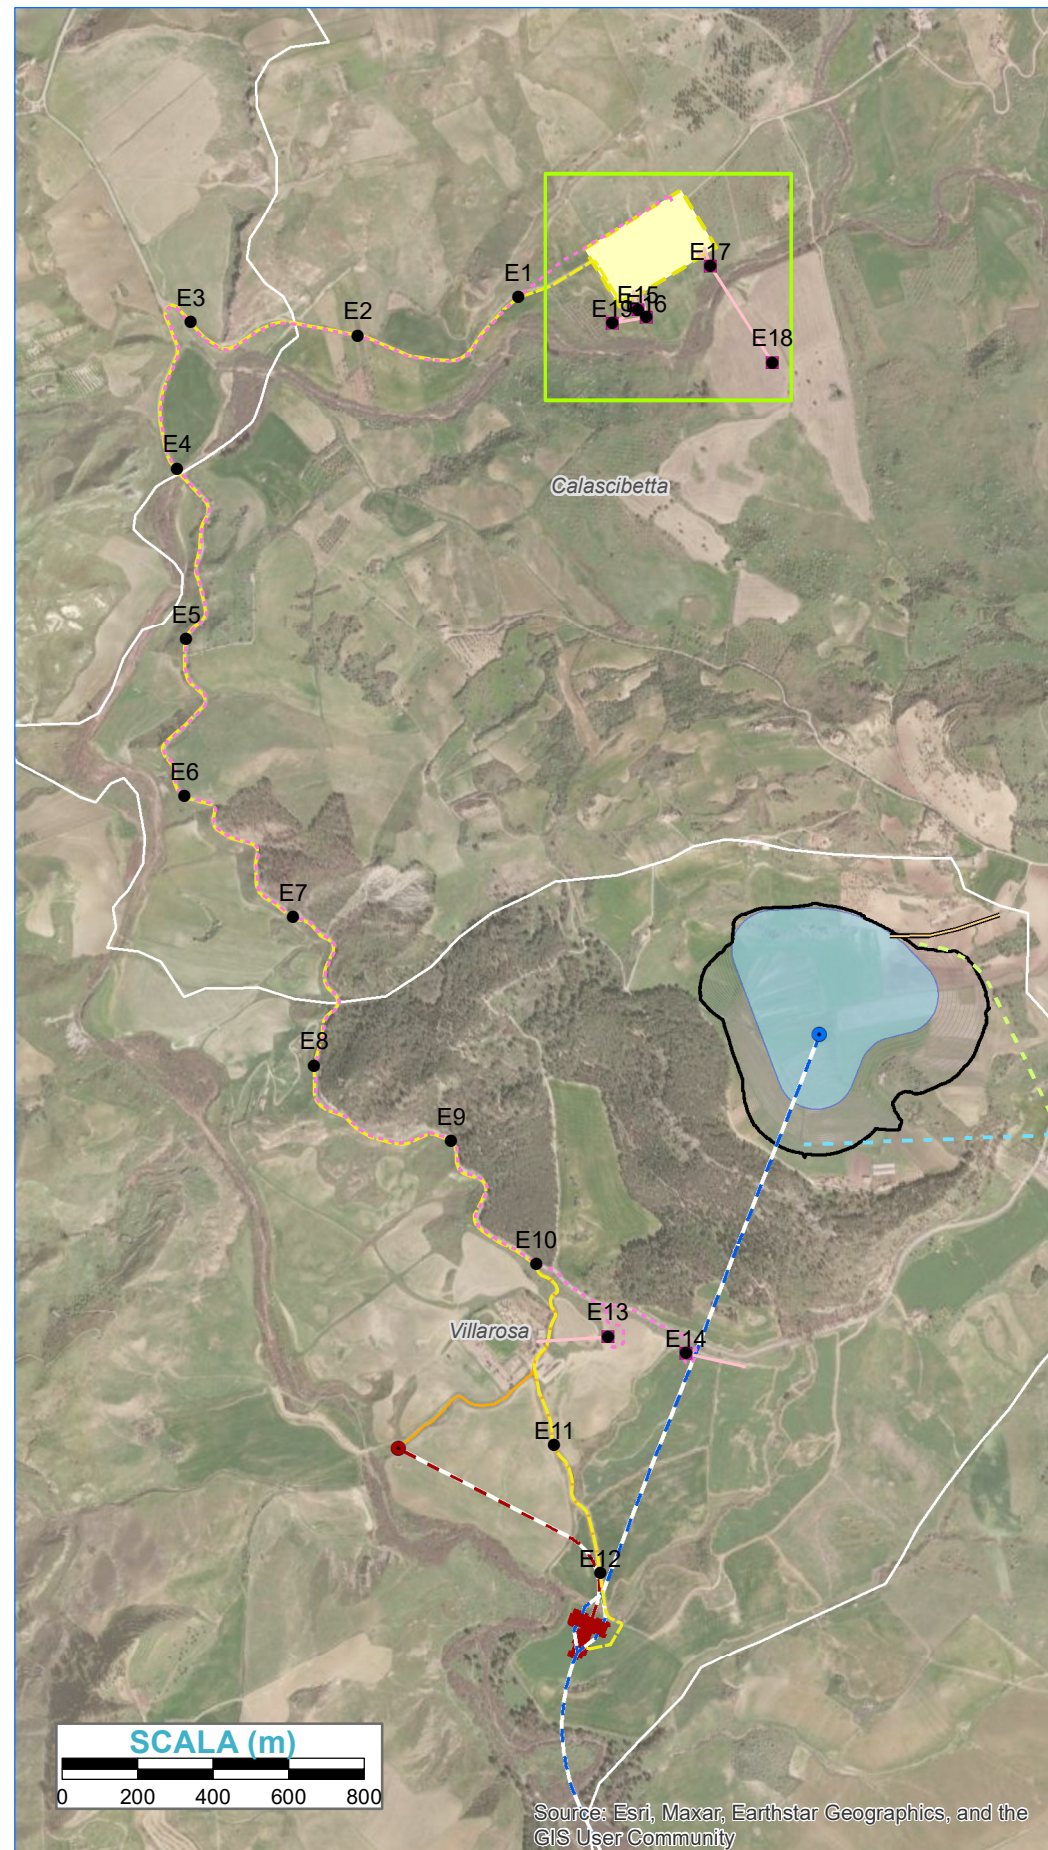 E17
E1
E15
E19
E16
E3
E2
E18
E4
Calascibetta
E5
E6
E7
E8
E9
E10
E13
Villarosa
E14
E11
E12
SCALA (m)
0 200 400 600 800
Source: Esri, Maxar, Earthstar Geographics, and the
GIS User Community